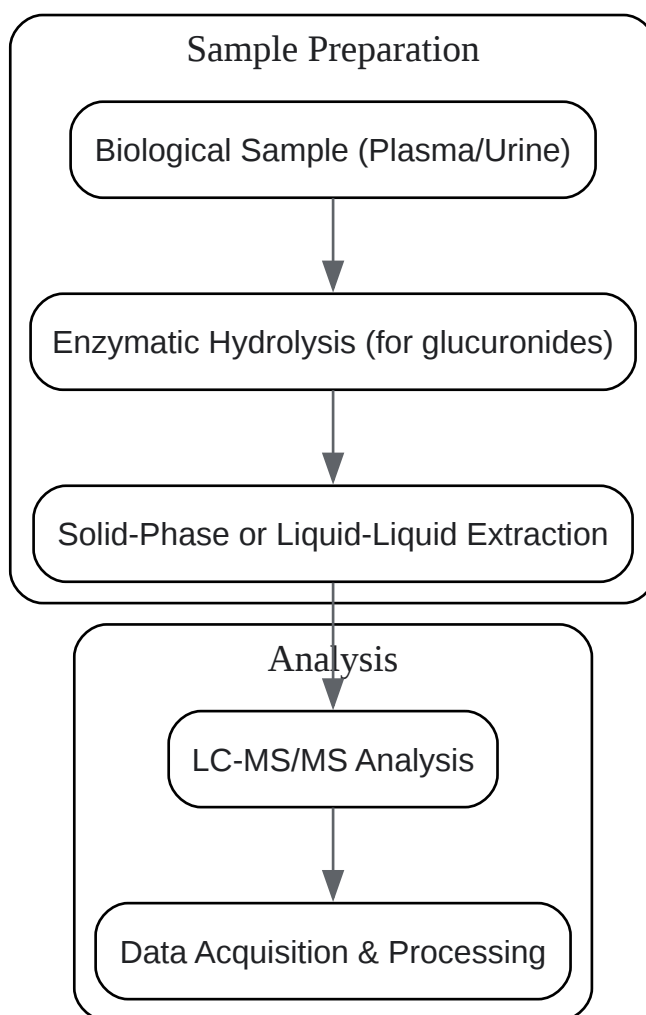 Sample Preparation
Biological Sample (Plasma/Urine)
Enzymatic Hydrolysis (for glucuronides)
Solid-Phase or Liquid-Liquid Extraction
Analysis
LC-MS/MS Analysis
Data Acquisition & Processing